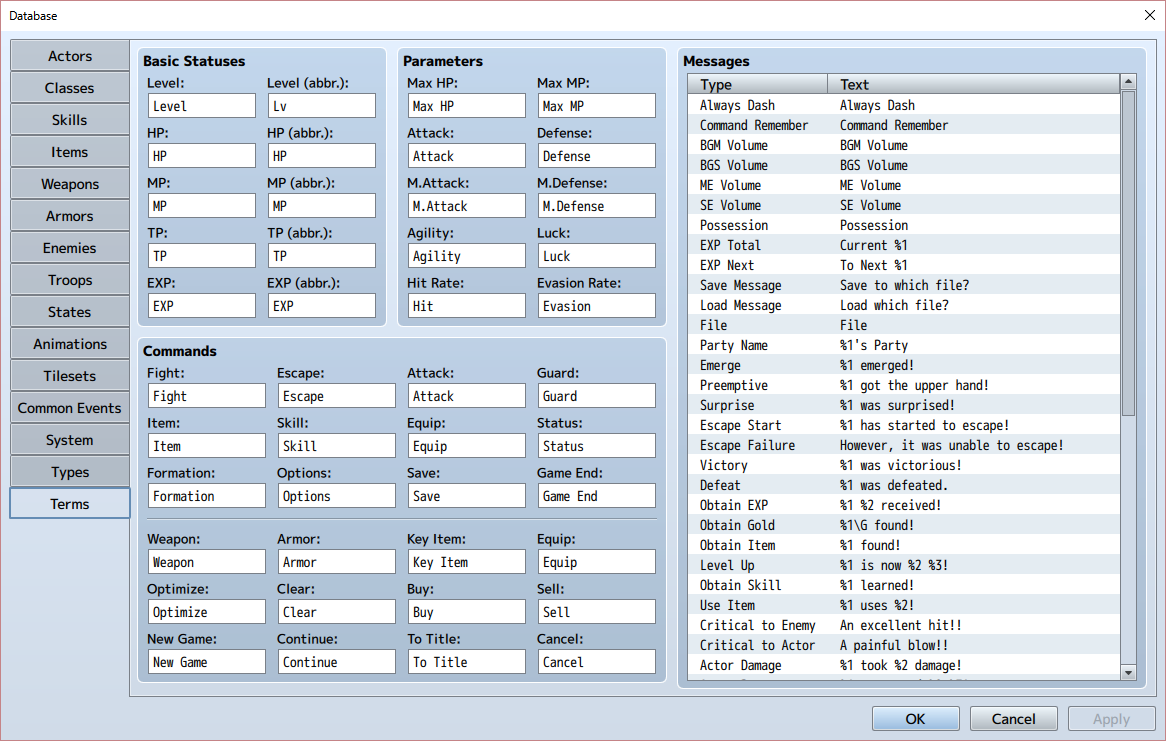 Database
Actors
Classes
Skills
Items
Weapons
Armors
Enemies
Troops
States
Animations
Tilesets
Common Events
System
Types
Terms
Basic Statuses
Level: Level (abbr.):
Level Lv
HP: HP (abbr.):
HP HP
MP: MP (abbr.):
MP MP
TP: TP (abbr.):
TP TP
EXP: EXP (abbr.):
EXP EXP
Parameters
Max HP: Max MP:
Max HP Max MP
Attack: Defense:
Attack Defense
M.Attack: M.Defense:
M.Attack M.Defense
Agility: Luck:
Agility Luck
Hit Rate: Evasion Rate:
Hit Evasion
Commands
Fight: Escape: Attack: Guard:
Fight Escape Attack Guard
Item: Skill: Equip: Status:
Item Skill Equip Status
Formation: Options: Save: Game End:
Formation Options Save Game End
Weapon: Armor: Key Item: Equip:
Weapon Armor Key Item Equip
Optimize: Clear: Buy: Sell:
Optimize Clear Buy Sell
New Game: Continue: To Title: Cancel:
New Game Continue To Title Cancel
Messages
Type Text
Always Dash Always Dash
Command Remember Command Remember
BGM Volume BGM Volume
BGS Volume BGS Volume
ME Volume ME Volume
SE Volume SE Volume
Possession Possession
EXP Total Current %1
EXP Next To Next %1
Save Message Save to which file?
Load Message Load which file?
File File
Party Name %1's Party
Emerge %1 emerged!
Preemptive %1 got the upper hand!
Surprise %1 was surprised!
Escape Start %1 has started to escape!
Escape Failure However, it was unable to escape!
Victory %1 was victorious!
Defeat %1 was defeated.
Obtain EXP %1 %2 received!
Obtain Gold %1\G found!
Obtain Item %1 found!
Level Up %1 is now %2 %3!
Obtain Skill %1 learned!
Use Item %1 uses %2!
Critical to Enemy An excellent hit!!
Critical to Actor A painful blow!!
Actor Damage %1 took %2 damage!
OK Cancel Apply